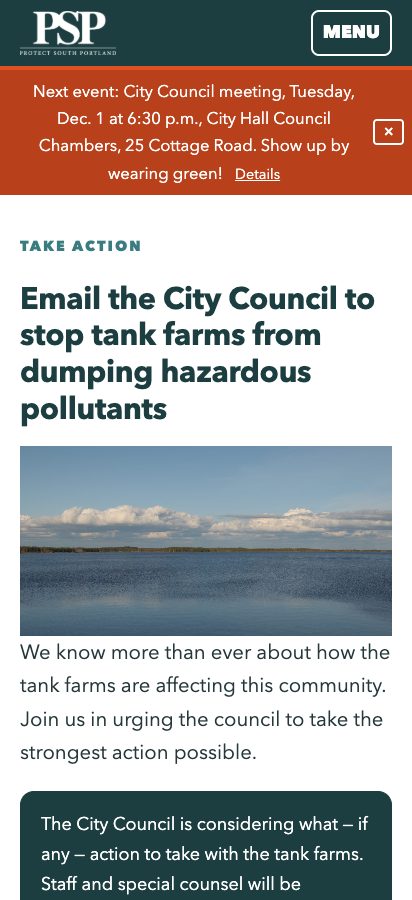 PSP
PROTECT SOUTH PORTLAND
MENU
Next event: City Council meeting, Tuesday,
Dec. 1 at 6:30 p.m., City Hall Council
Chambers, 25 Cottage Road. Show up by
wearing green! Details
×
TAKE ACTION
Email the City Council to
stop tank farms from
dumping hazardous
pollutants
We know more than ever about how the
tank farms are affecting this community.
Join us in urging the council to take the
strongest action possible.
The City Council is considering what – if
any – action to take with the tank farms.
Staff and special counsel will be